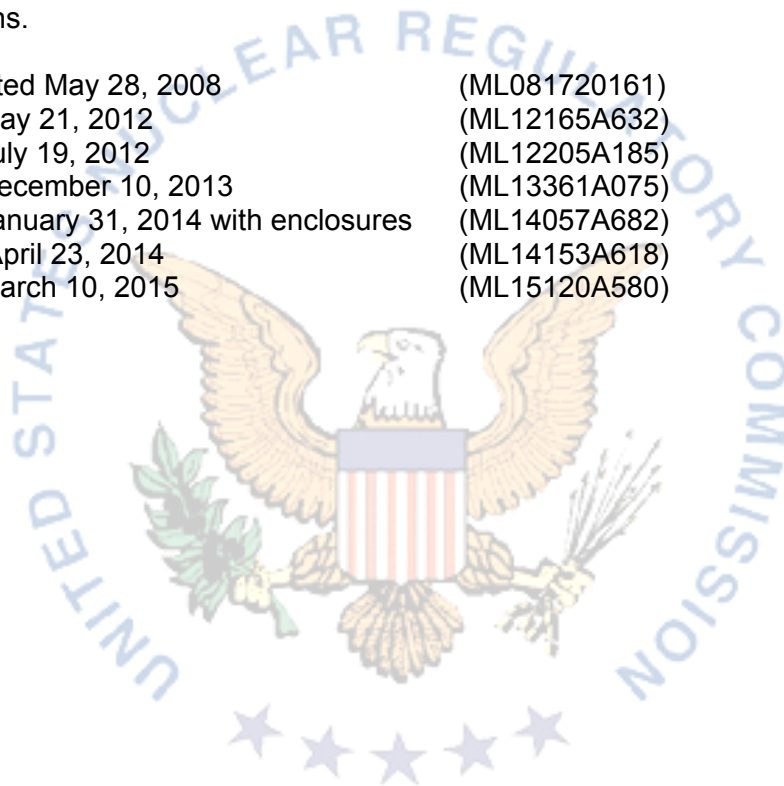 ns.
ted May 28, 2008 (ML081720161)
ay 21, 2012 (ML12165A632)
uly 19, 2012 (ML12205A185)
ecember 10, 2013 (ML13361A075)
anuary 31, 2014 with enclosures (ML14057A682)
April 23, 2014 (ML14153A618)
arch 10, 2015 (ML15120A580)
UNITED STATES NUCLEAR REGULATORY COMMISSION